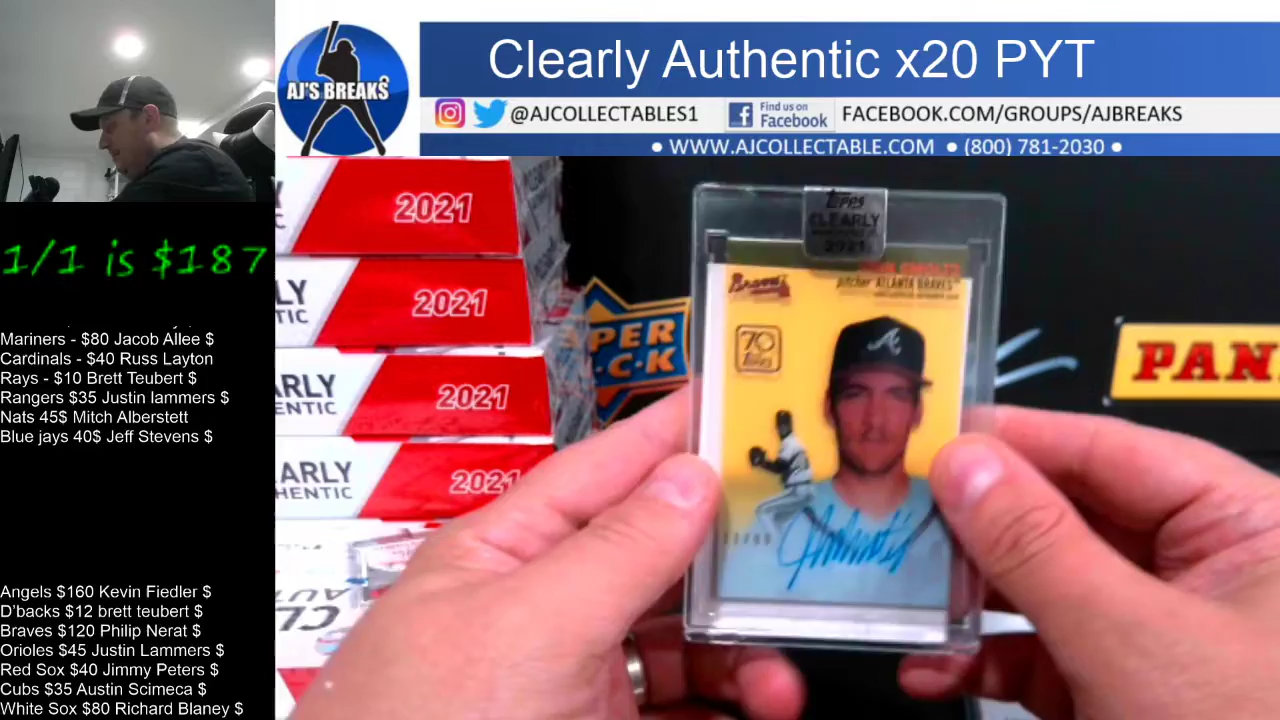 Clearly Authentic x20 PYT
AJ'S BREAKS
@AJCOLLECTABLES1
Find us on
Facebook
FACEBOOK.COM/GROUPS/AJBREAKS
• WWW.AJCOLLECTABLE.COM • (800) 781-2030 •
1/1 is $187
Mariners - $80 Jacob Allee $
Cardinals - $40 Russ Layton
Rays - $10 Brett Teubert $
Rangers $35 Justin lammers $
Nats 45$ Mitch Alberstett
Blue jays 40$ Jeff Stevens $
Angels $160 Kevin Fiedler $
D'backs $12 brett teubert $
Braves $120 Philip Nerat $
Orioles $45 Justin Lammers $
Red Sox $40 Jimmy Peters $
Cubs $35 Austin Scimeca $
White Sox $80 Richard Blaney $
2021
2021
LY
TIC
2021
ARLY
ENTIC
2021
ARLY
HENTIC
PER
PAN
Topps
CLEARLY
2021
Braves
pitcher ATLANTA BRAVES
70
Topps
A